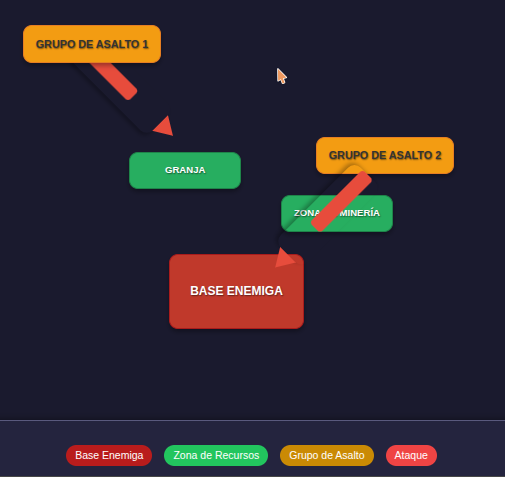 GRUPO DE ASALTO 1
GRUPO DE ASALTO 2
GRANJA
ZONA MINERÍA
BASE ENEMIGA
Base Enemiga
Zona de Recursos
Grupo de Asalto
Ataque